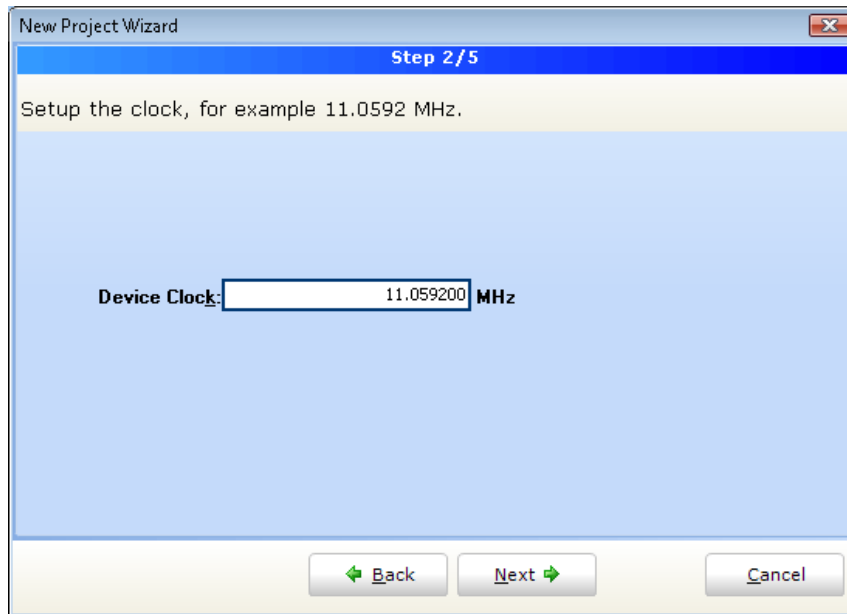 New Project Wizard
Step 2/5
Setup the clock, for example 11.0592 MHz.
Device Clock: 11.059200 MHz
Back Next Cancel